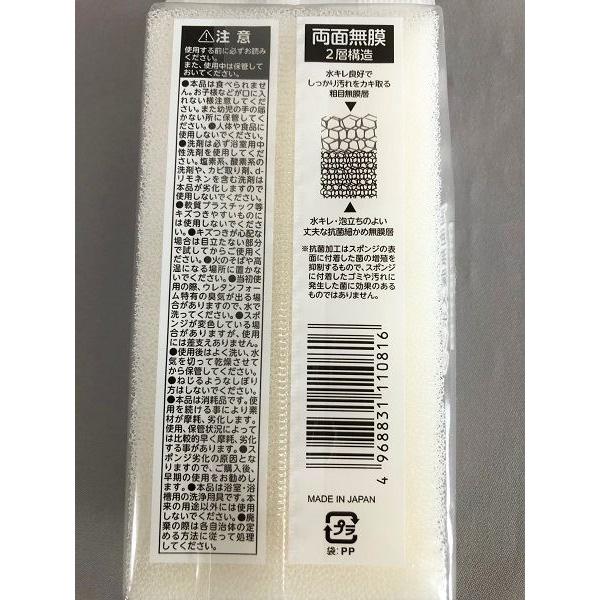 ⚠注意
使用する前に必ずお読み
ください。
また、使用中は保管して
おいてください。
●本品は食べられませ
ん。お子様などが口に入
れない様注意してくださ
い。また幼児の手の届
かない所に保管してくだ
さい。●人体や食品に
使用しないでください。
●洗剤は必ず浴室用中
性洗剤を使用してくだ
さい。塩素系、酸素系の
洗剤や、カビ取り剤、d-
リモネンを含む洗剤は
本品が劣化しますので
使用しないでください。
●軟質プラスチック等
キズつきやすいものに
は使用しないでくださ
い。●キズつきが心配な
場合は目立たない部分
で試してからご使用くだ
さい。●火のそばや高
温になる場所に置かな
いでください。●当初使
用の際、ウレタンフォー
ム特有の臭気が出る場
合がありますので、水で
洗ってください。●スポ
ンジが変色している場
合がありますが、使用
には差支えありません。
●使用後はよく洗い、水
気を切って乾燥させて
から保管してください。
●ねじるようなしぼり
方はしないでください。
●本品は消耗品です。使
用を続ける事により素
材が摩耗、劣化します。
使用、保管状況によって
は比較的早く摩耗、劣化
する事があります。●ス
ポンジ劣化の原因とな
りますので、ご購入後、
早期の使用をお勧めし
ます。●本品は浴室・浴
槽用の洗浄用具です。本
来の用途以外には使用
しないでください。●廃
棄の際は各自治体の定
める方法に従って処理
してください。
両面無膜
2層構造
水キレ良好で
しっかり汚れをカキ取る
粗目無膜層
水キレ・泡立ちのよい
丈夫な抗菌細かめ無膜層
※抗菌加工はスポンジの表
面に付着した菌の増殖を
抑制するもので、スポンジ
に付着したゴミや汚れに
発生した菌に効果のある
ものではありません。
4 968831 110816
MADE IN JAPAN
プラ
袋:PP